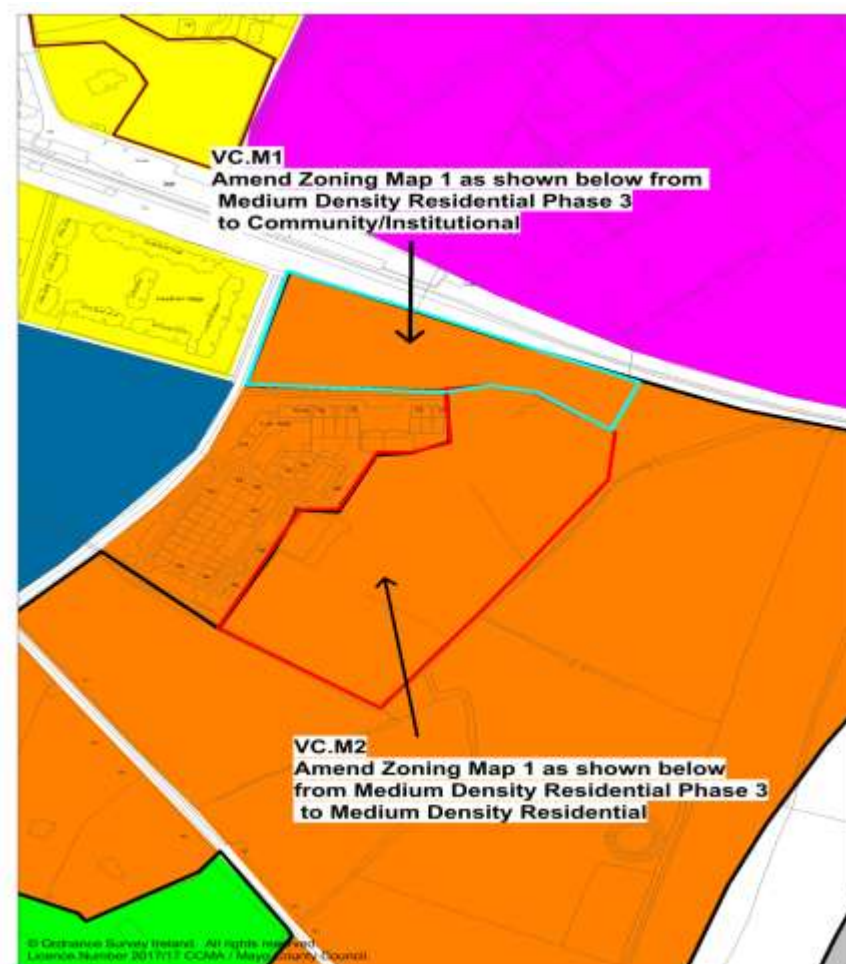 VC.M1
Amend Zoning Map 1 as shown below from
Medium Density Residential Phase 3
to Community/Institutional
VC.M2
Amend Zoning Map 1 as shown below
from Medium Density Residential Phase 3
to Medium Density Residential
© Ordnance Survey Ireland. All rights reserved.
Licence Number 2017/17 CCMA / Mayo County Council.